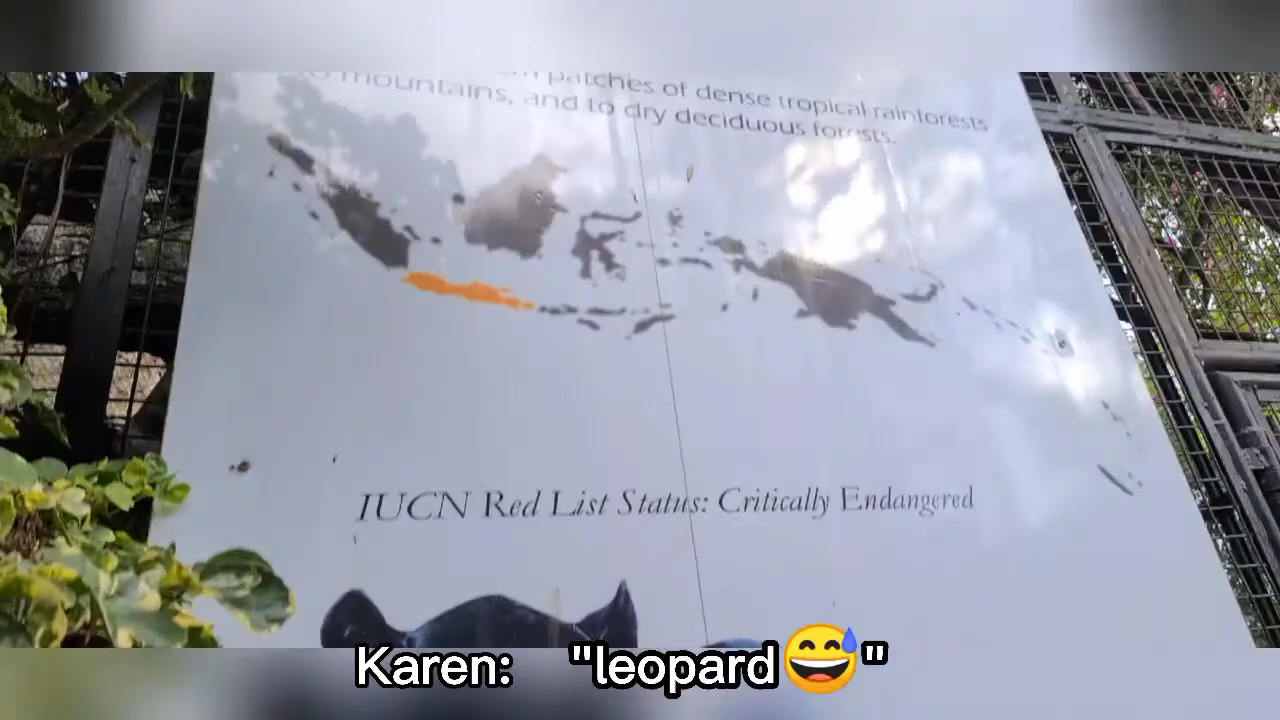 patches of dense tropical rainforests
mountains, and to dry deciduous forests.
IUCN Red List Status: Critically Endangered
Karen: "leopard😅"